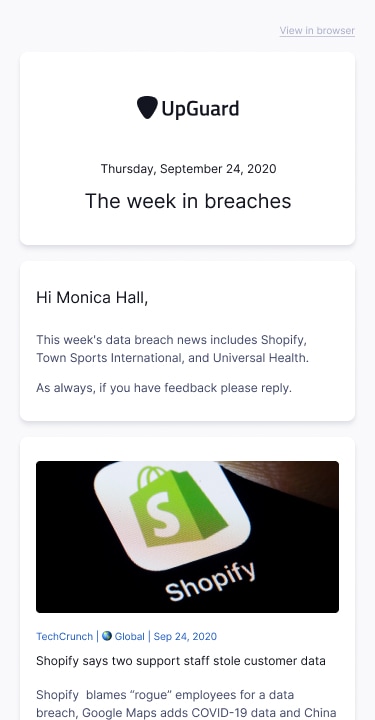 View in browser
UpGuard
Thursday, September 24, 2020
The week in breaches
Hi Monica Hall,
This week's data breach news includes Shopify,
Town Sports International, and Universal Health.
As always, if you have feedback please reply.
Shopify
TechCrunch | 🌏 Global | Sep 24, 2020
Shopify says two support staff stole customer data
Shopify  blames “rogue” employees for a data
breach, Google Maps adds COVID-19 data and China